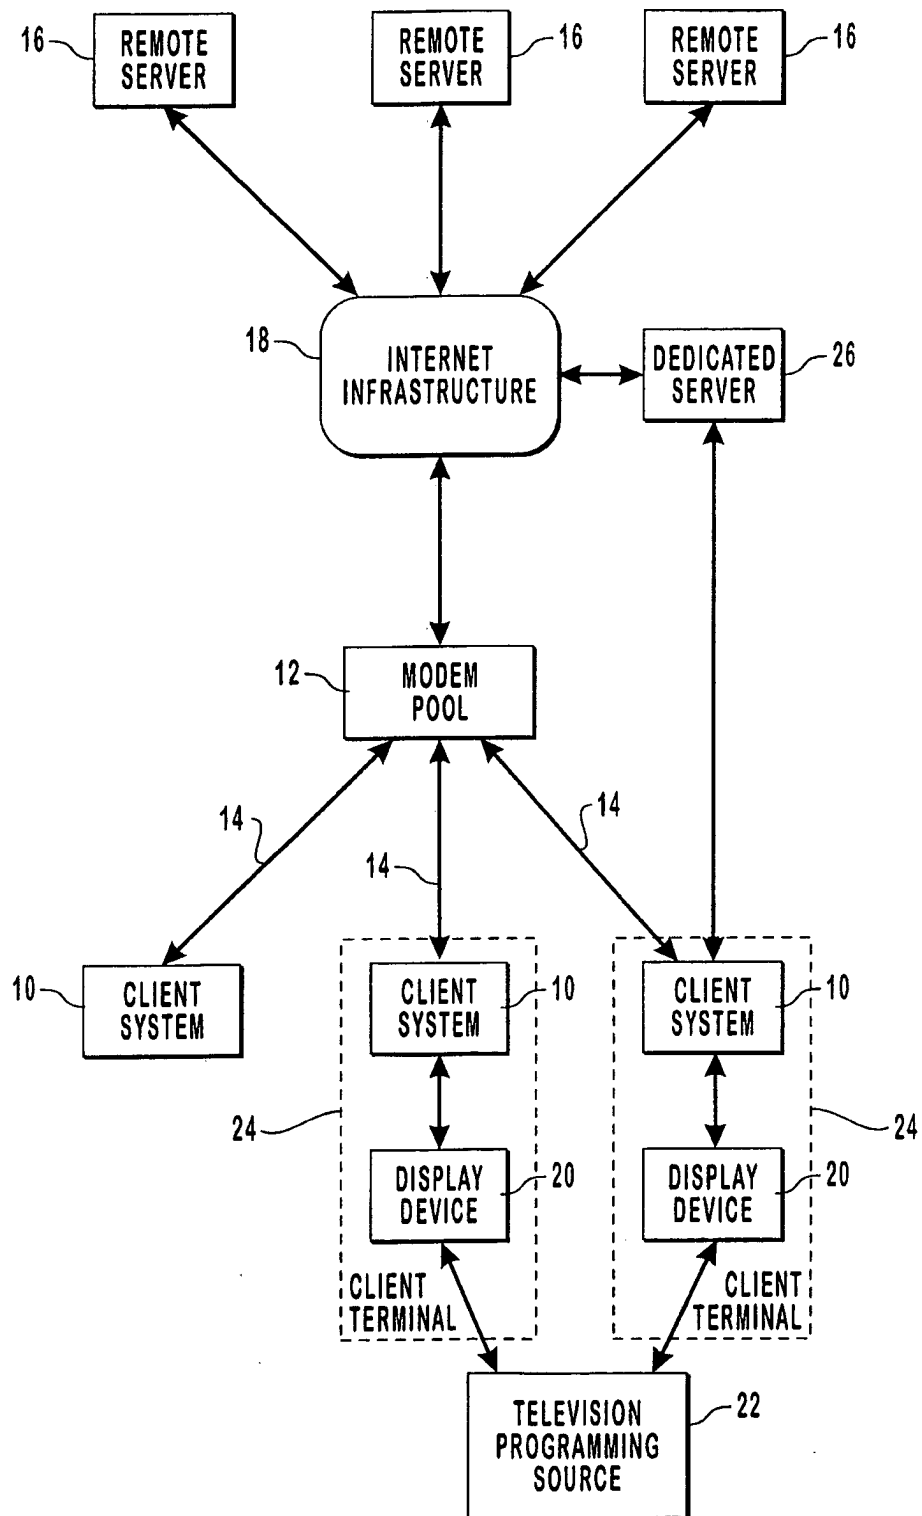 16
REMOTE
SERVER
REMOTE
SERVER
16
REMOTE
SERVER
16
18
INTERNET
INFRASTRUCTURE
DEDICATED
SERVER
26
12
MODEM
POOL
14
14
14
10
CLIENT
SYSTEM
CLIENT
SYSTEM
10
CLIENT
SYSTEM
10
24
24
DISPLAY
DEVICE
20
DISPLAY
DEVICE
20
CLIENT
TERMINAL
CLIENT
TERMINAL
TELEVISION
PROGRAMMING
SOURCE
22